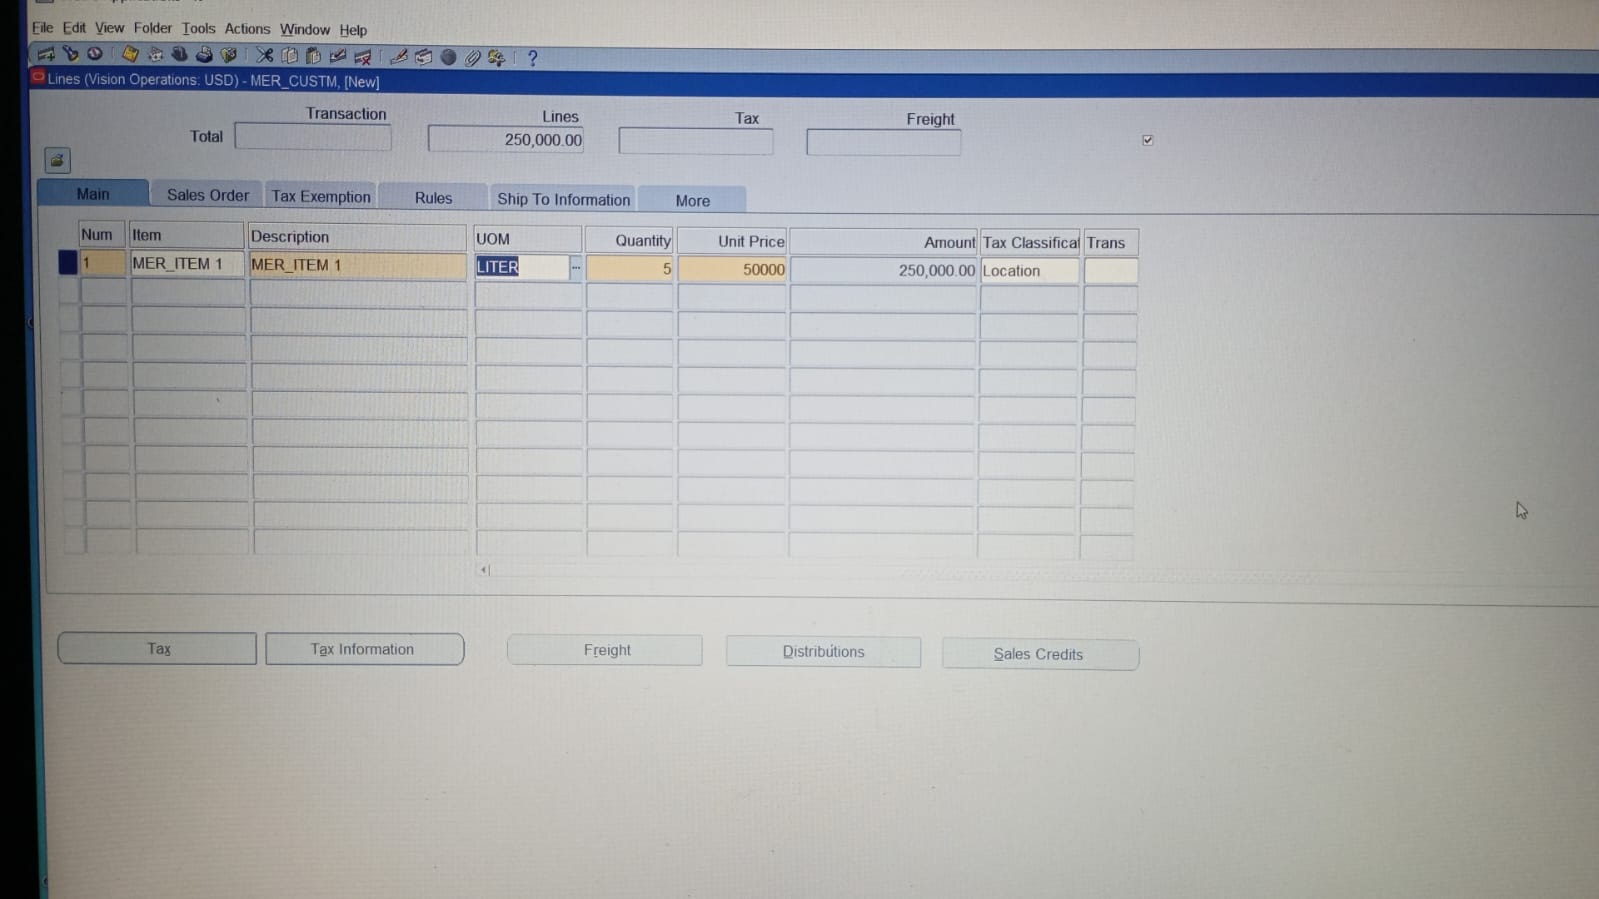 File Edit View Folder Tools Actions Window Help
Lines (Vision Operations: USD) - MER_CUSTM, [New]
Transaction Lines Tax Freight
Total 250,000.00
Main Sales Order Tax Exemption Rules Ship To Information More
Num Item Description UOM Quantity Unit Price Amount Tax Classificat Trans
1 MER_ITEM 1 MER_ITEM 1 LITER ... 5 50000 250,000.00 Location
Tax Tax Information Freight Distributions Sales Credits